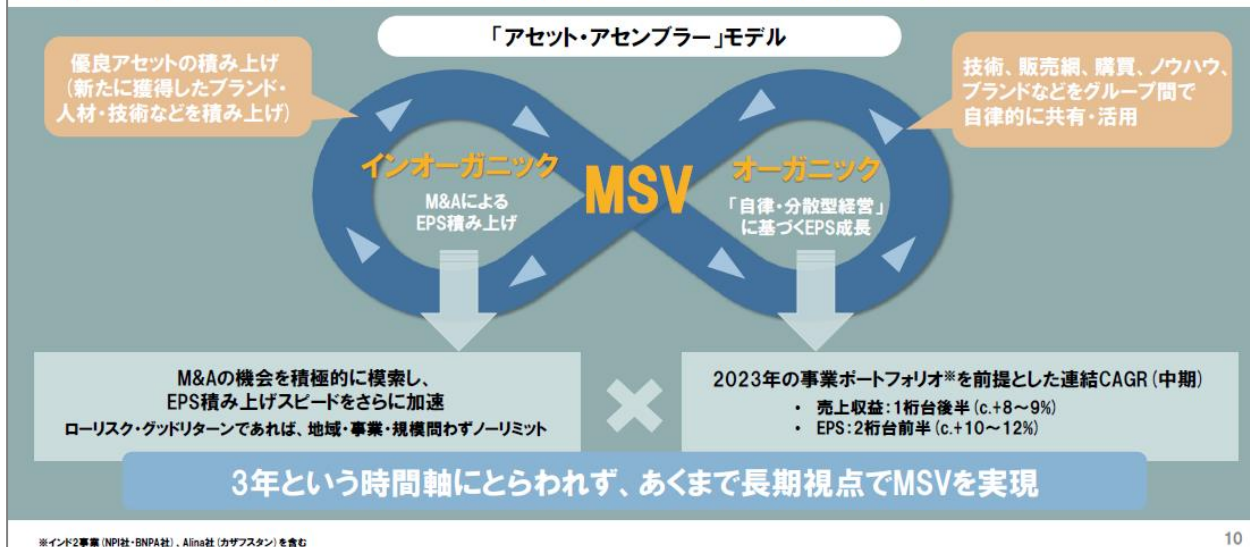 「アセット・アセンブラー」モデル
優良アセットの積み上げ
(新たに獲得したブランド・
人材・技術などを積み上げ)
技術、販売網、購買、ノウハウ、
ブランドなどをグループ間で
自律的に共有・活用
インオーガニック
M&Aによる
EPS積み上げ
MSV
オーガニック
「自律・分散型経営」
に基づくEPS成長
M&Aの機会を積極的に模索し、
EPS積み上げスピードをさらに加速
ローリスク・グッドリターンであれば、地域・事業・規模問わずノーリミット
2023年の事業ポートフォリオ※を前提とした連結CAGR(中期)
• 売上収益:1桁台後半(c.+8~9%)
• EPS:2桁台前半(c.+10~12%)
3年という時間軸にとらわれず、あくまで長期視点でMSVを実現
※インド2事業(NPI社・BNPA社)、Alina社(カザフスタン)を含む
10